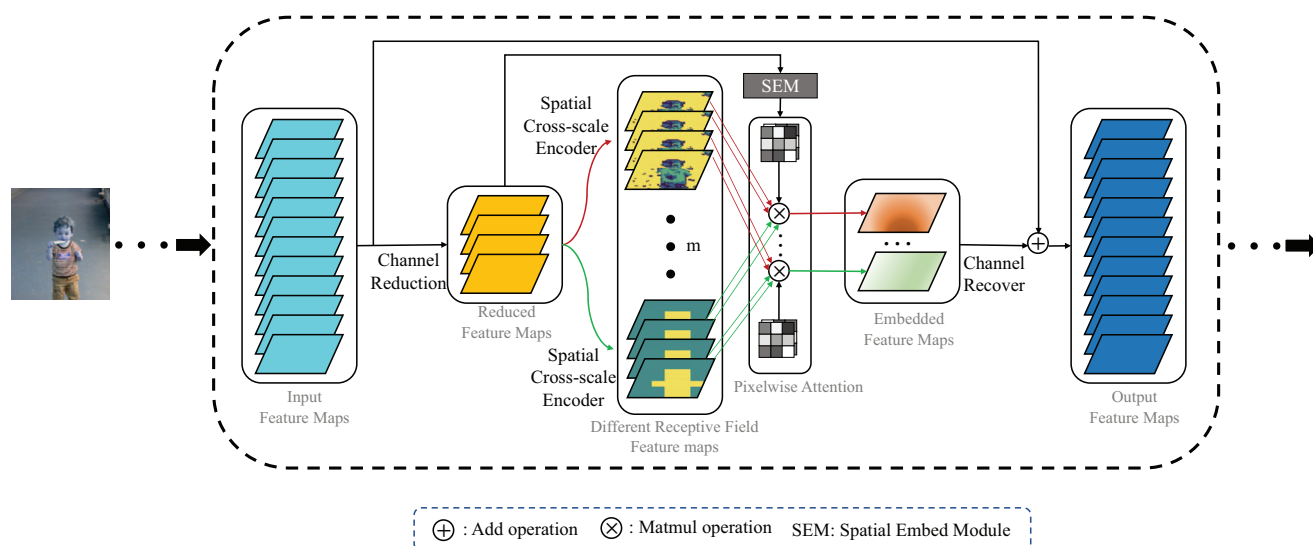 SEM
Spatial
Cross-scale
Encoder
m
Channel
Reduction
Channel
Recover
Reduced
Feature Maps
Embedded
Feature Maps
Spatial
Cross-scale
Encoder
Pixelwise Attention
Input
Feature Maps
Different Receptive Field
Feature maps
Output
Feature Maps
: Add operation : Matmul operation SEM: Spatial Embed Module